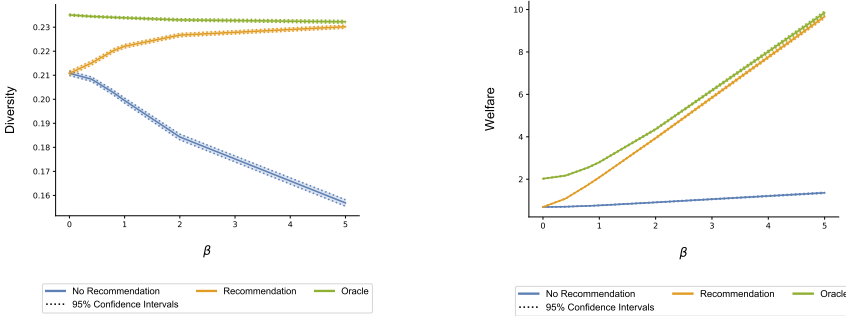 Diversity
0.23
0.22
0.21
0.20
0.19
0.18
0.17
0.16
0 1 2 3 4 5
β
No Recommendation Recommendation Oracle
95% Confidence Intervals
Welfare
10
8
6
4
2
0 1 2 3 4 5
β
No Recommendation Recommendation Oracle
95% Confidence Intervals